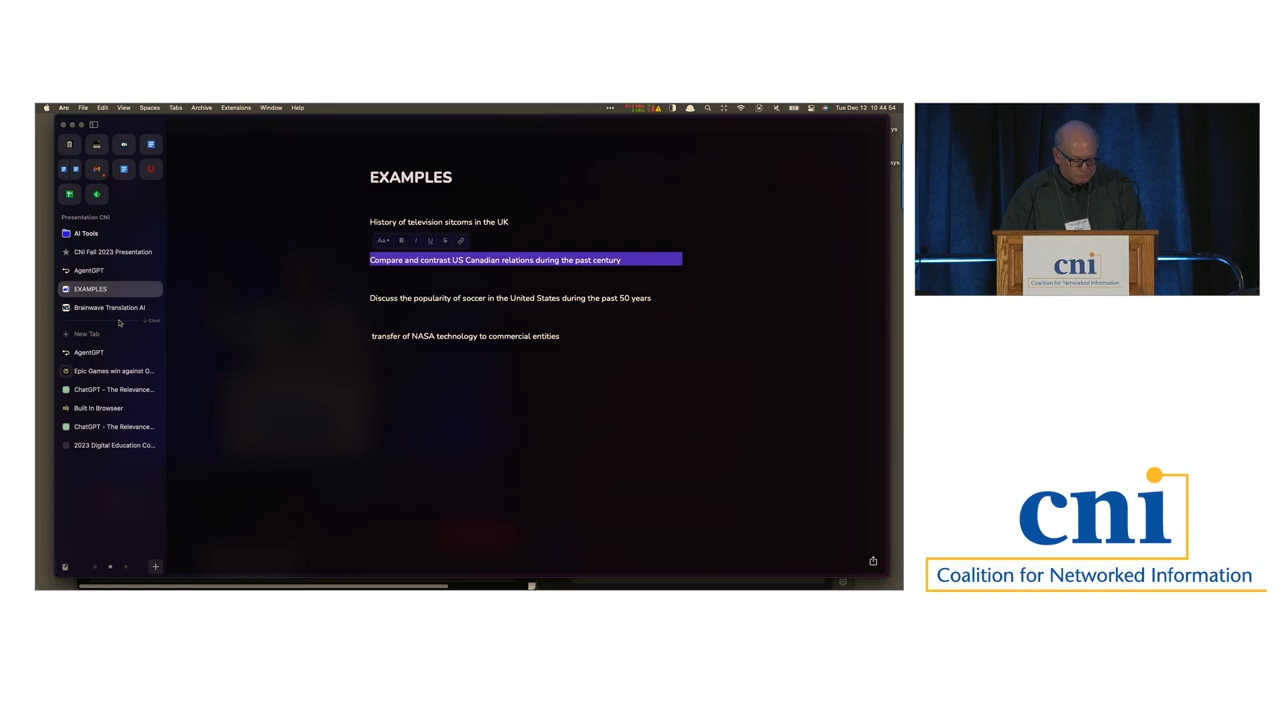 Arc File Edit View Spaces Tabs Archive Extensions Window Help
Tue Dec 12 10 44 54
Presentation CNI
AI Tools
CNI Fall 2023 Presentation
AgentGPT
EXAMPLES
Brainwave Translation AI
Clear
New Tab
AgentGPT
Epic Games win against G...
ChatGPT - The Relevance...
Built In Browseer
ChatGPT - The Relevance...
2023 Digital Education Co...
EXAMPLES
History of television sitcoms in the UK
Aa B I U S
Compare and contrast US Canadian relations during the past century
Discuss the popularity of soccer in the United States during the past 50 years
transfer of NASA technology to commercial entities
cni
Coalition for Networked Information
cni
Coalition for Networked Information